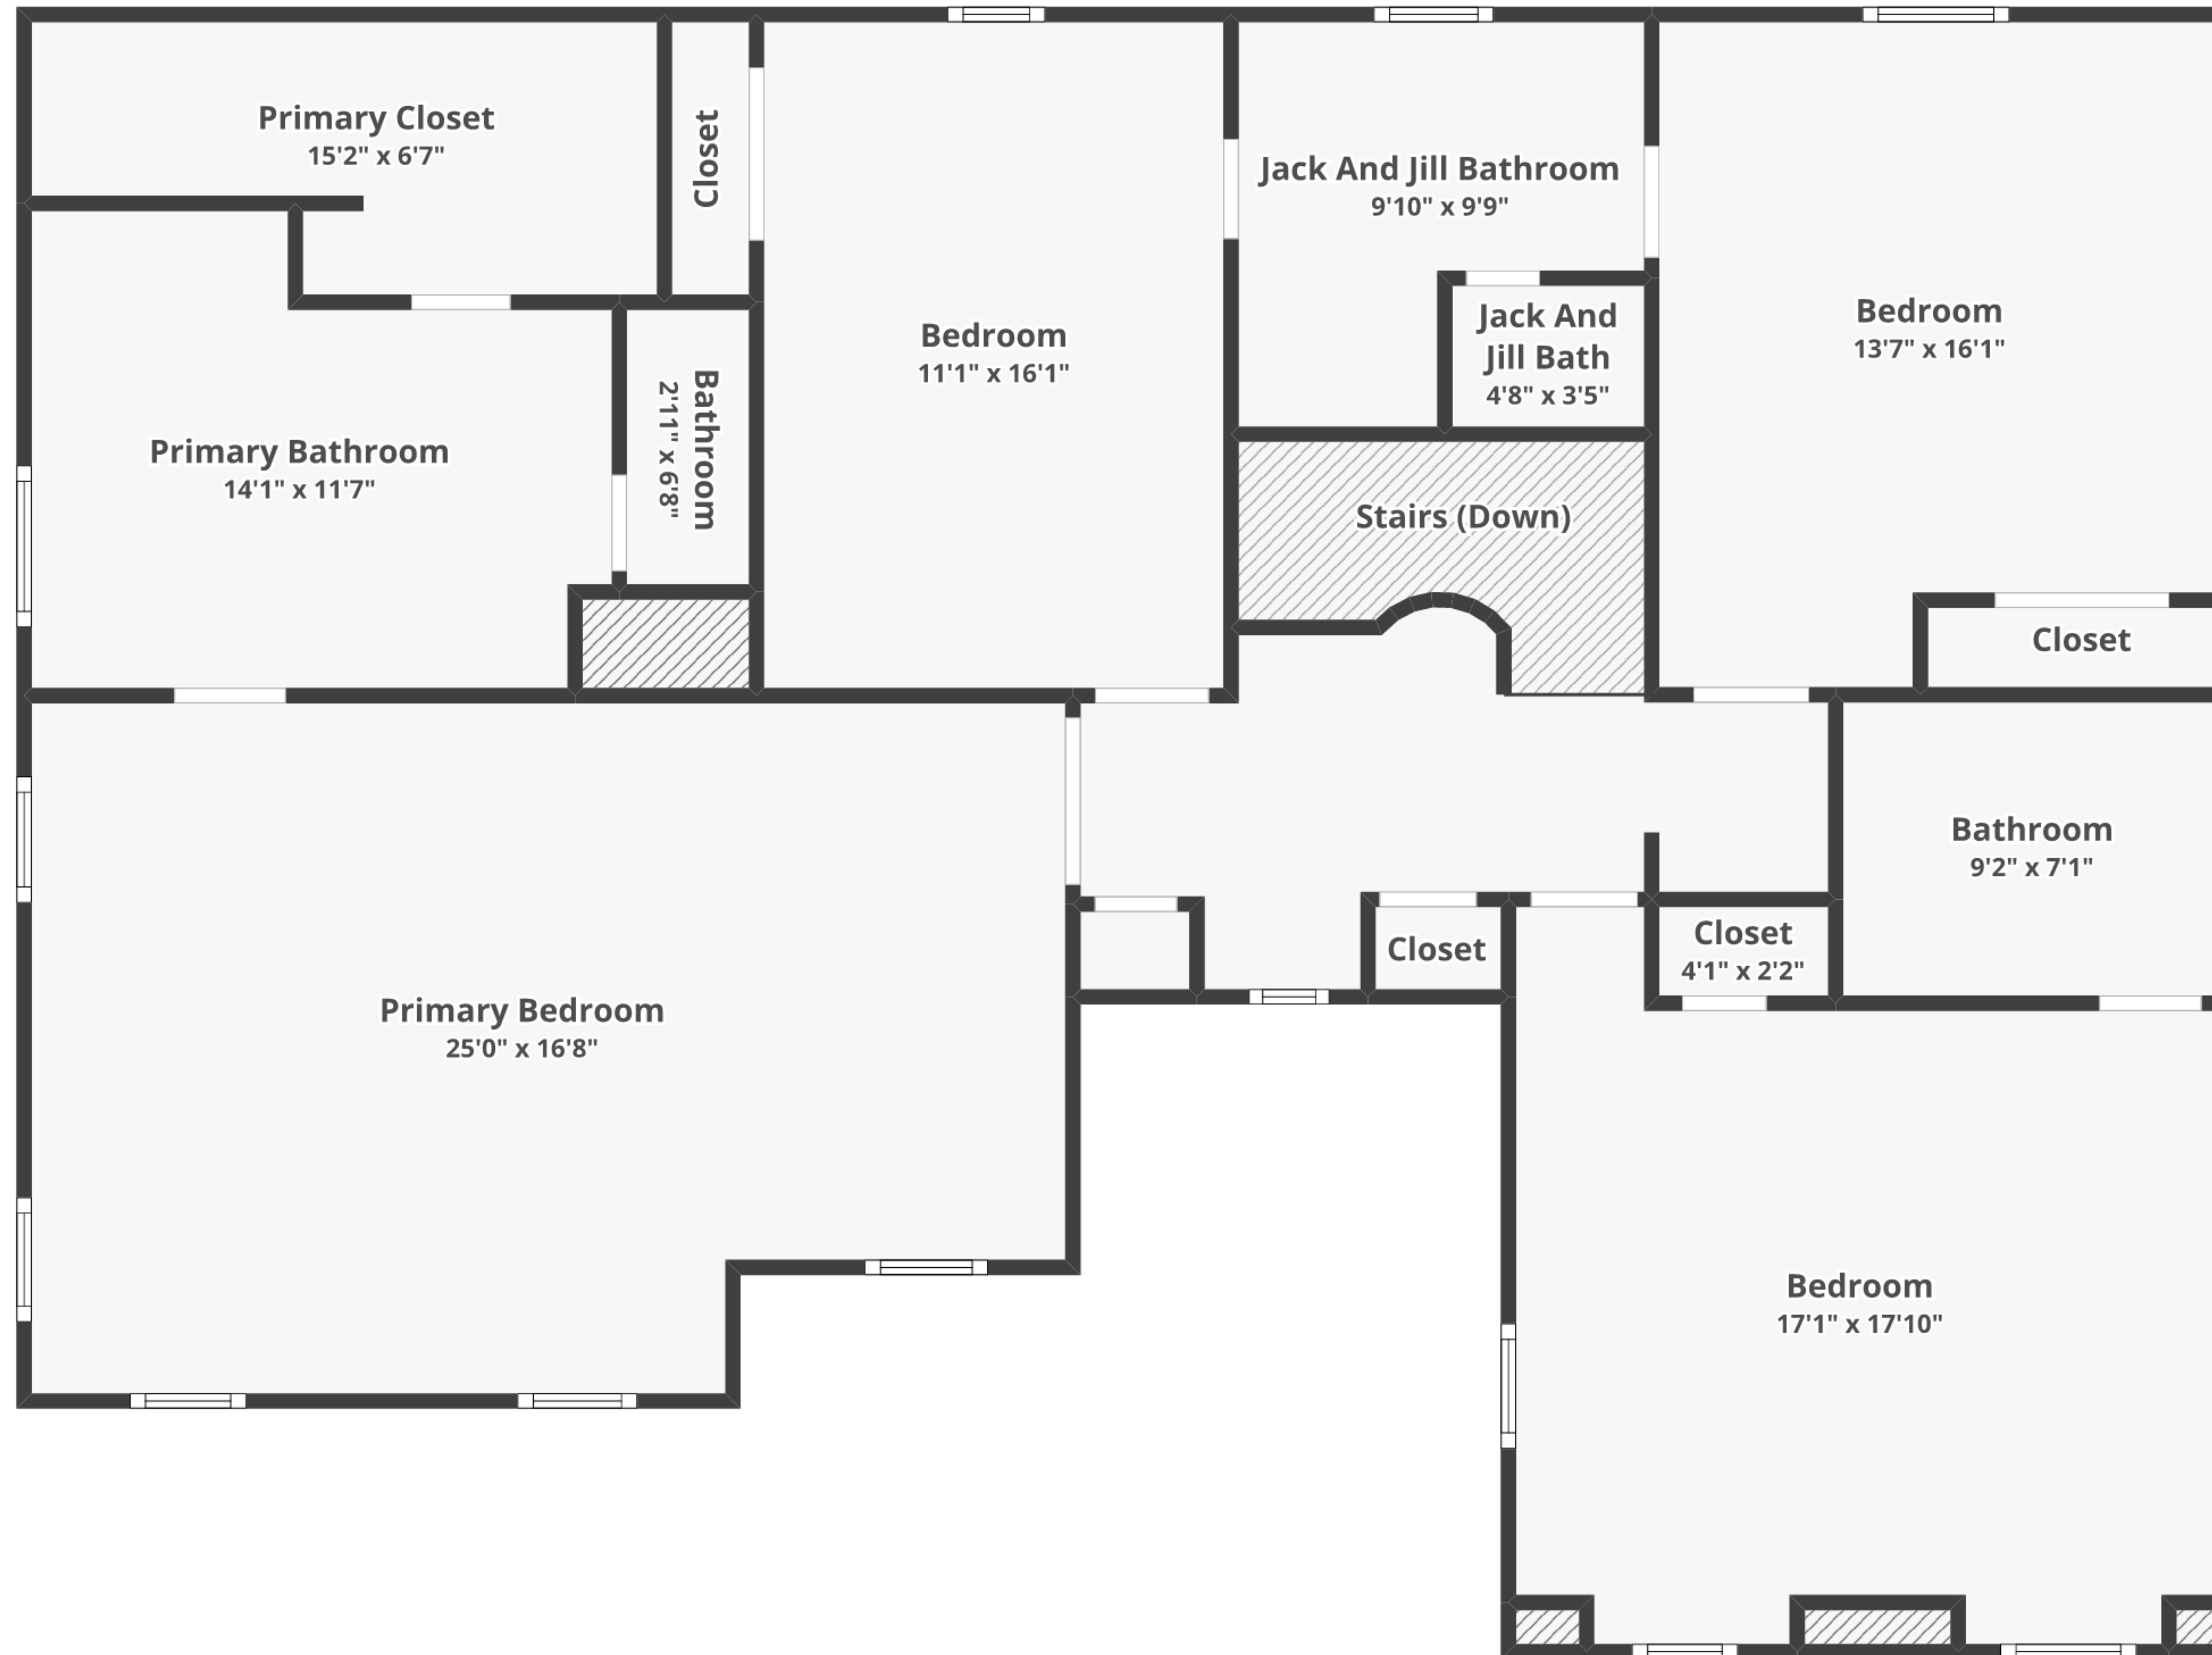 Primary Closet
15'2" x 6'7"
Closet
Jack And Jill Bathroom
9'10" x 9'9"
Bedroom
11'1" x 16'1"
Jack And
Jill Bath
4'8" x 3'5"
Bedroom
13'7" x 16'1"
Primary Bathroom
14'1" x 11'7"
Bathroom
2'11" x 6'8"
Stairs (Down)
Closet
Bathroom
9'2" x 7'1"
Closet
Closet
4'1" x 2'2"
Primary Bedroom
25'0" x 16'8"
Bedroom
17'1" x 17'10"